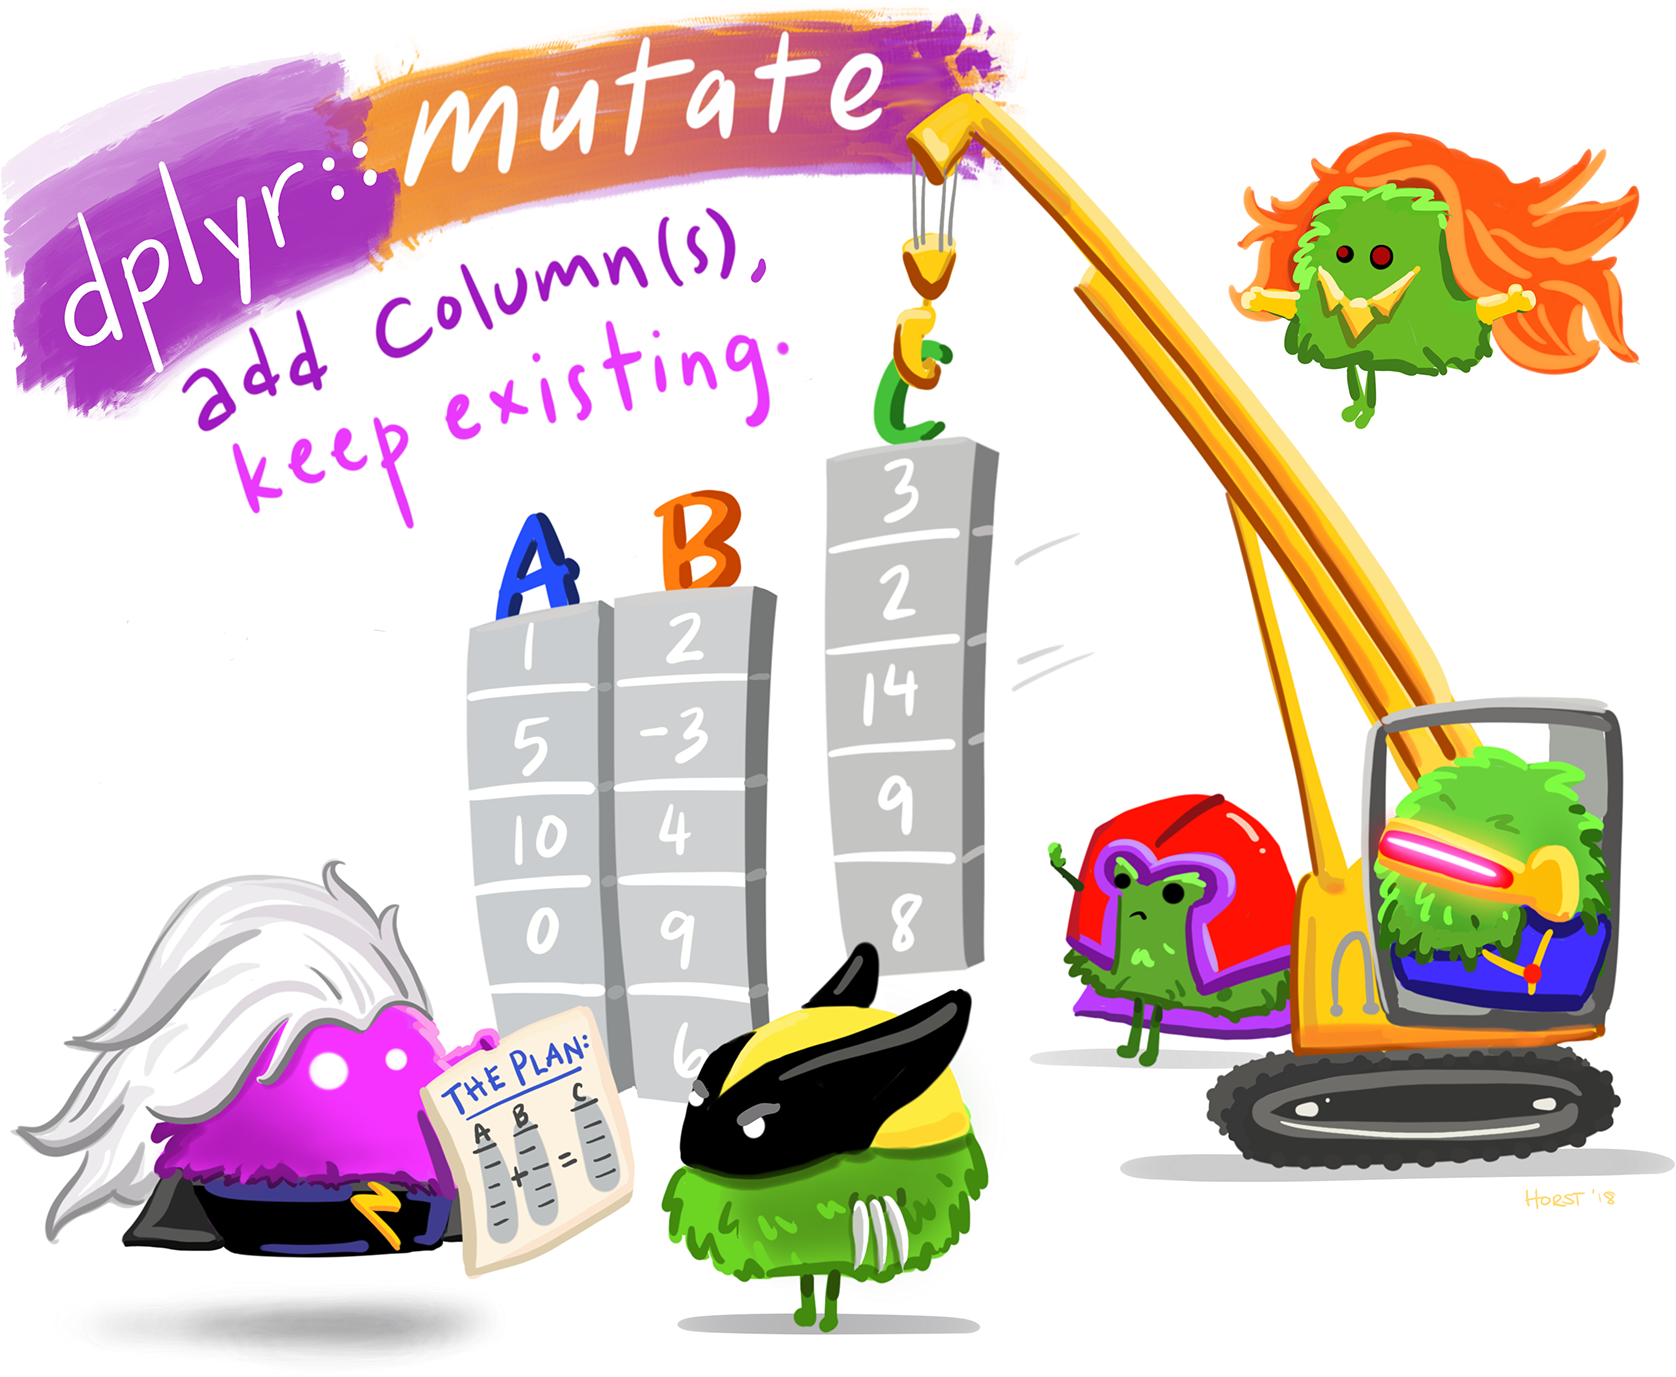 dplyr::mutate
add column(s),
keep existing.
A B C
1 2 3
5 -3 2
10 4 14
0 9 9
6 8
THE PLAN:
A B C
+ =
HORST '18